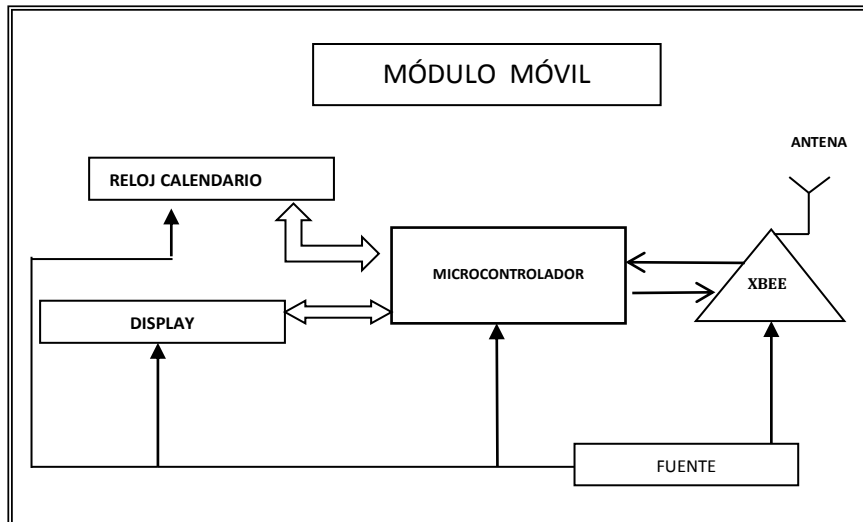 MÓDULO MÓVIL
ANTENA
RELOJ CALENDARIO
MICROCONTROLADOR
XBEE
DISPLAY
FUENTE